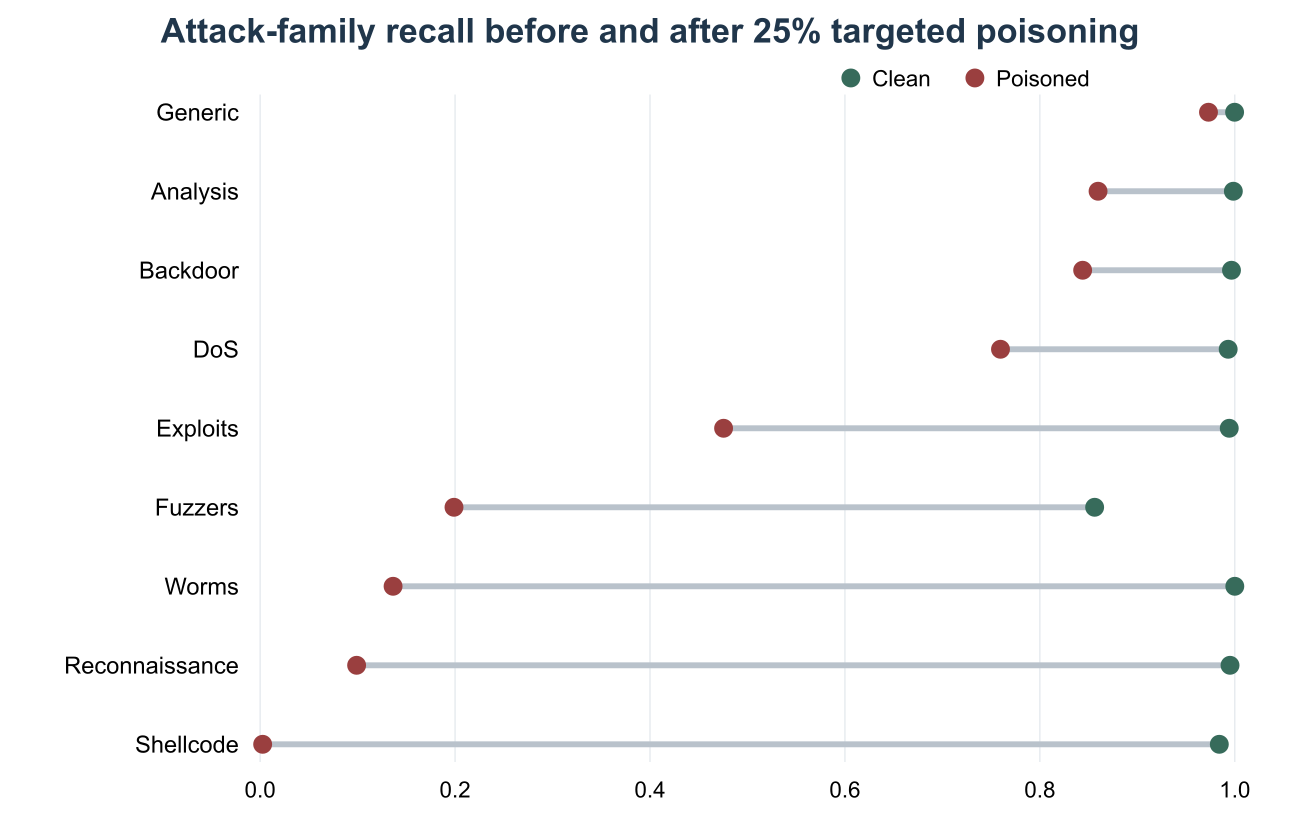 Attack-family recall before and after 25% targeted poisoning
Clean Poisoned
Generic
Analysis
Backdoor
DoS
Exploits
Fuzzers
Worms
Reconnaissance
Shellcode
0.0 0.2 0.4 0.6 0.8 1.0